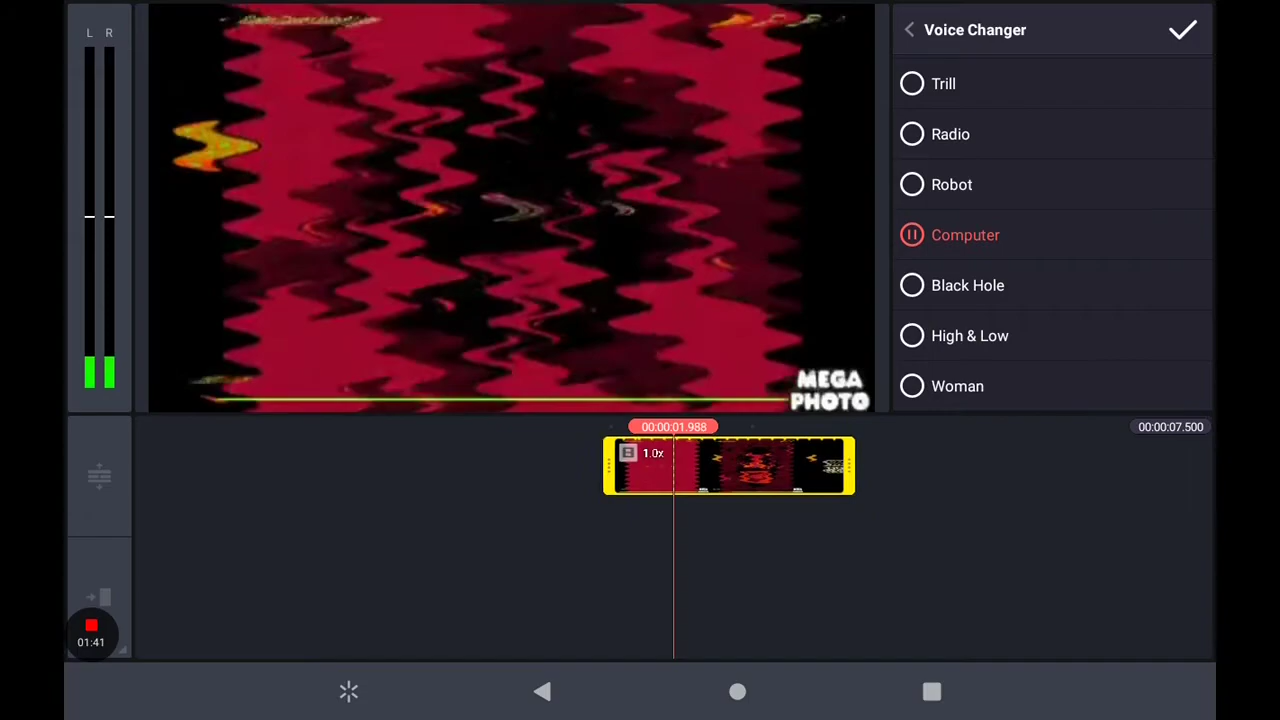 L R
Voice Changer
Trill
Radio
Robot
Computer
Black Hole
High & Low
Woman
MEGA
PHOTO
00:00:01.988
00:00:07.500
1.0x
01:41